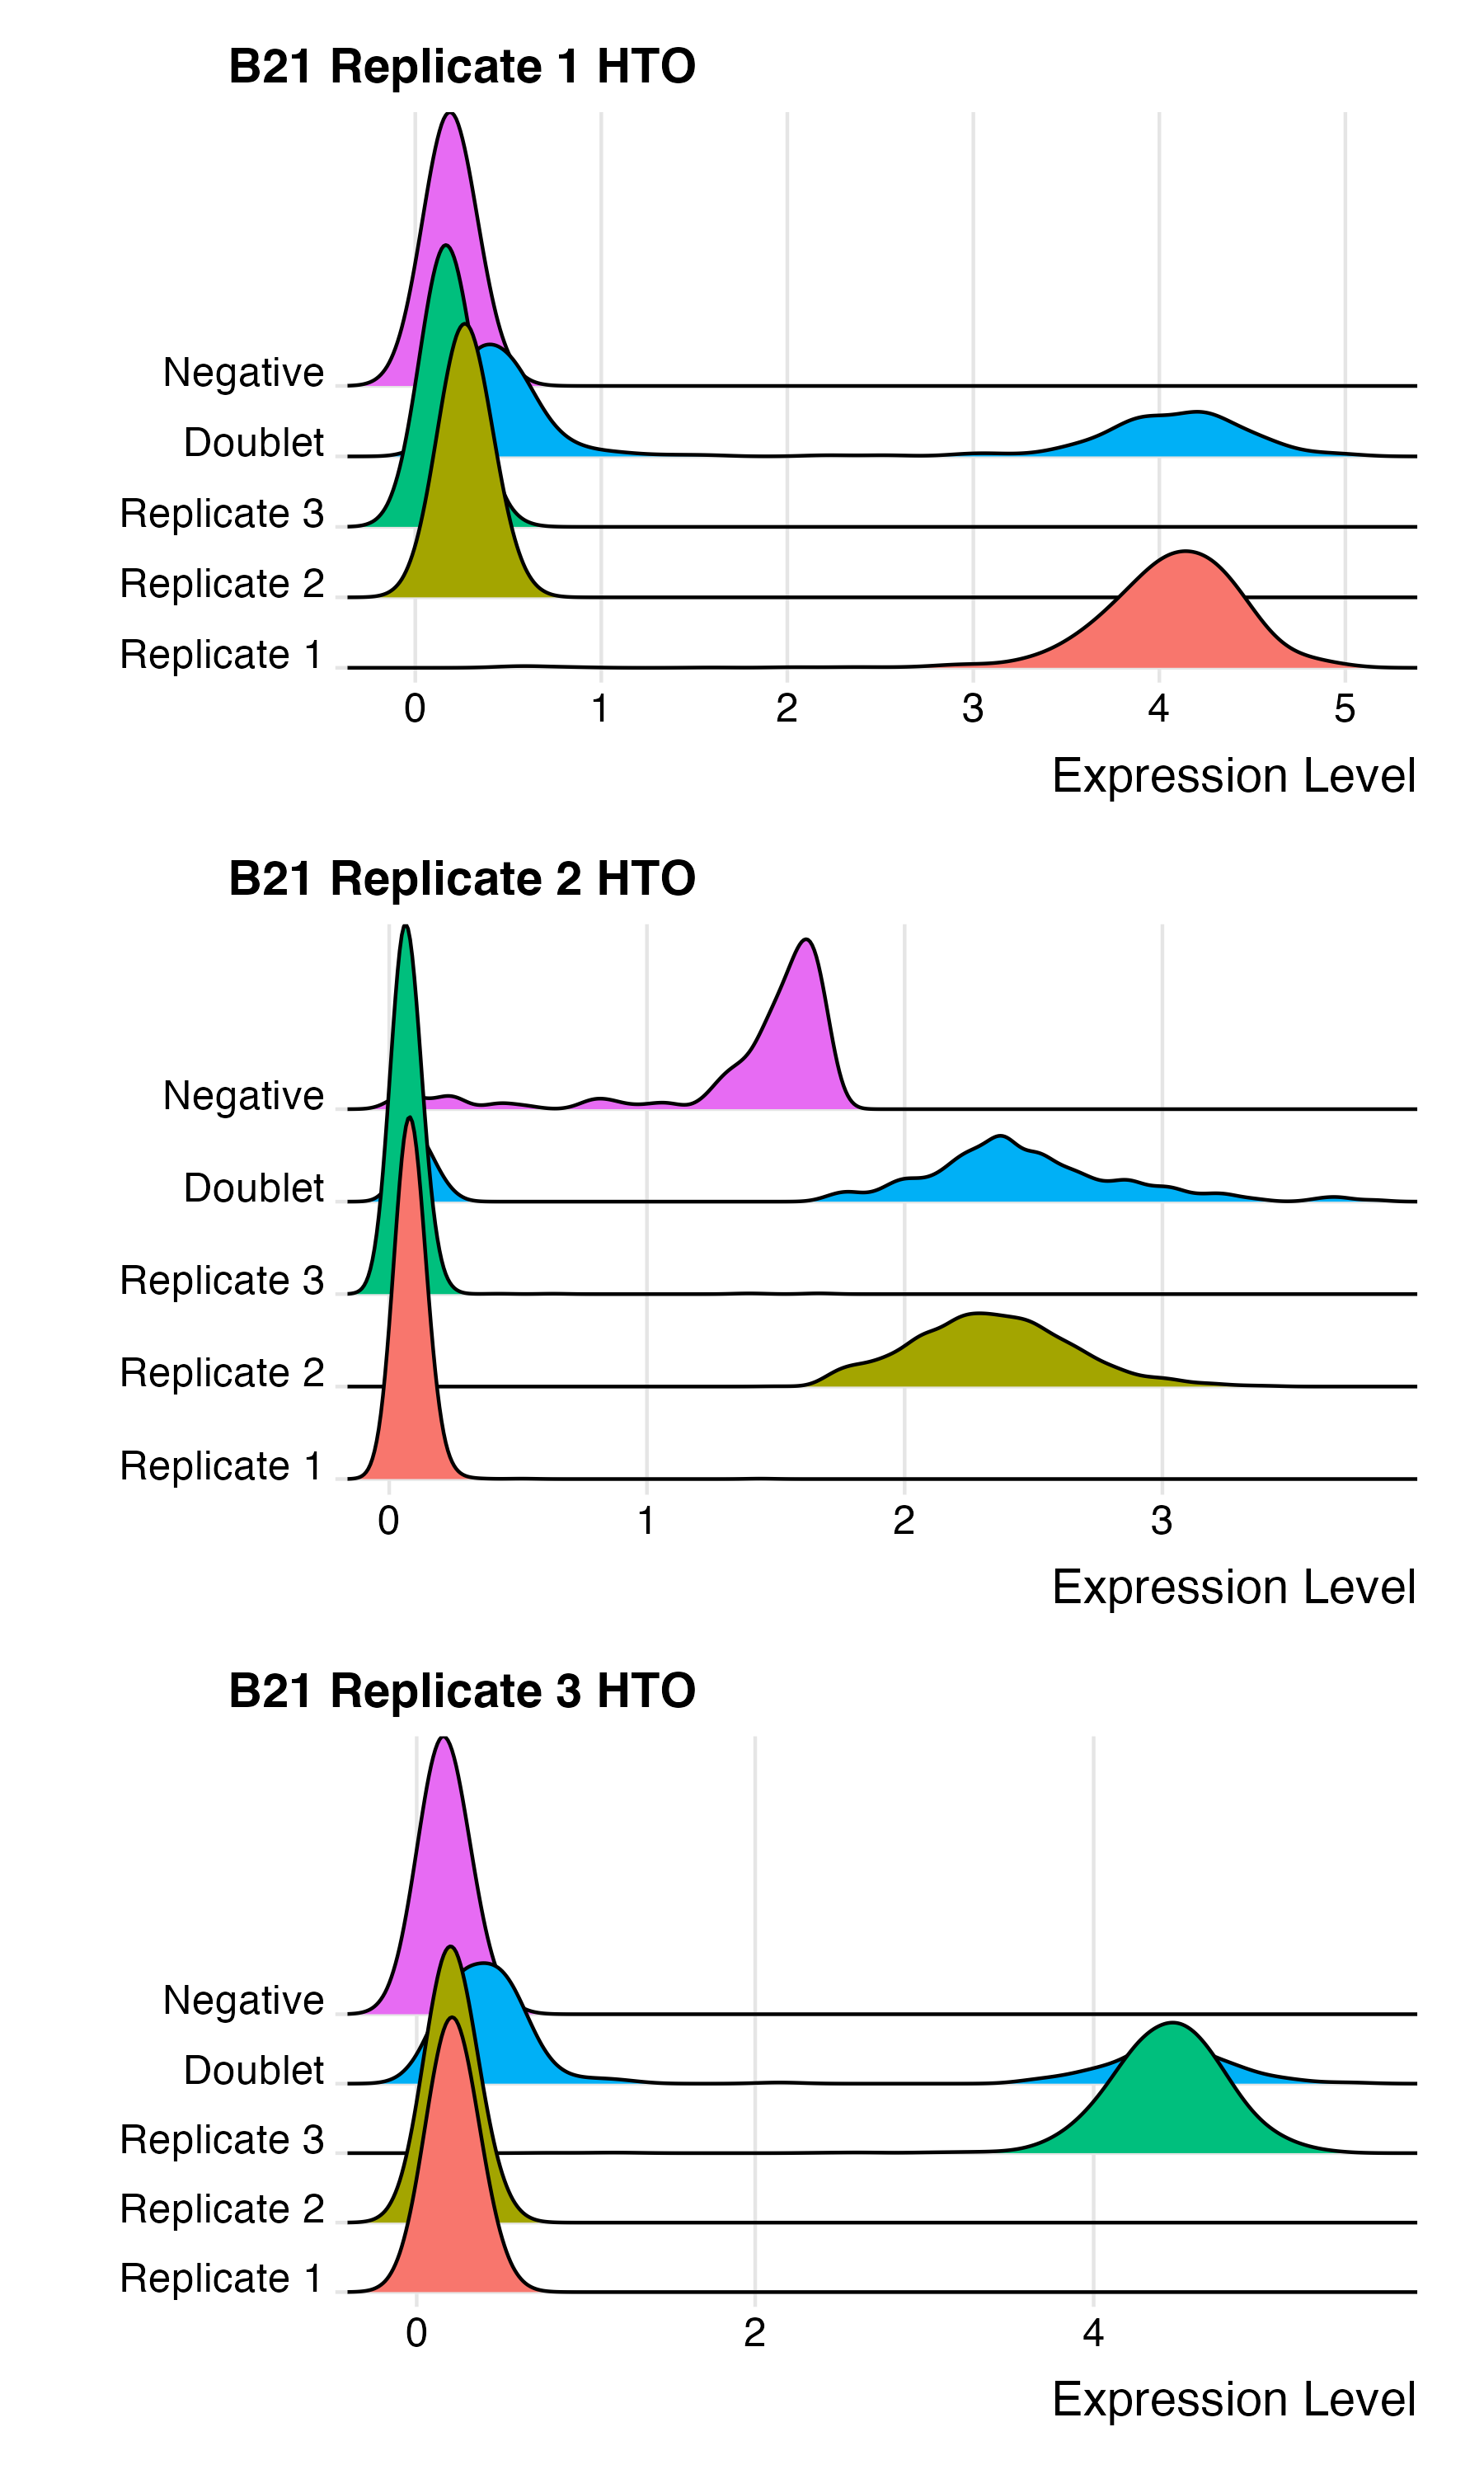 B21 Replicate 1 HTO
Negative
Doublet
Replicate 3
Replicate 2
Replicate 1
0 1 2 3 4 5
Expression Level
B21 Replicate 2 HTO
Negative
Doublet
Replicate 3
Replicate 2
Replicate 1
0 1 2 3
Expression Level
B21 Replicate 3 HTO
Negative
Doublet
Replicate 3
Replicate 2
Replicate 1
0 2 4
Expression Level